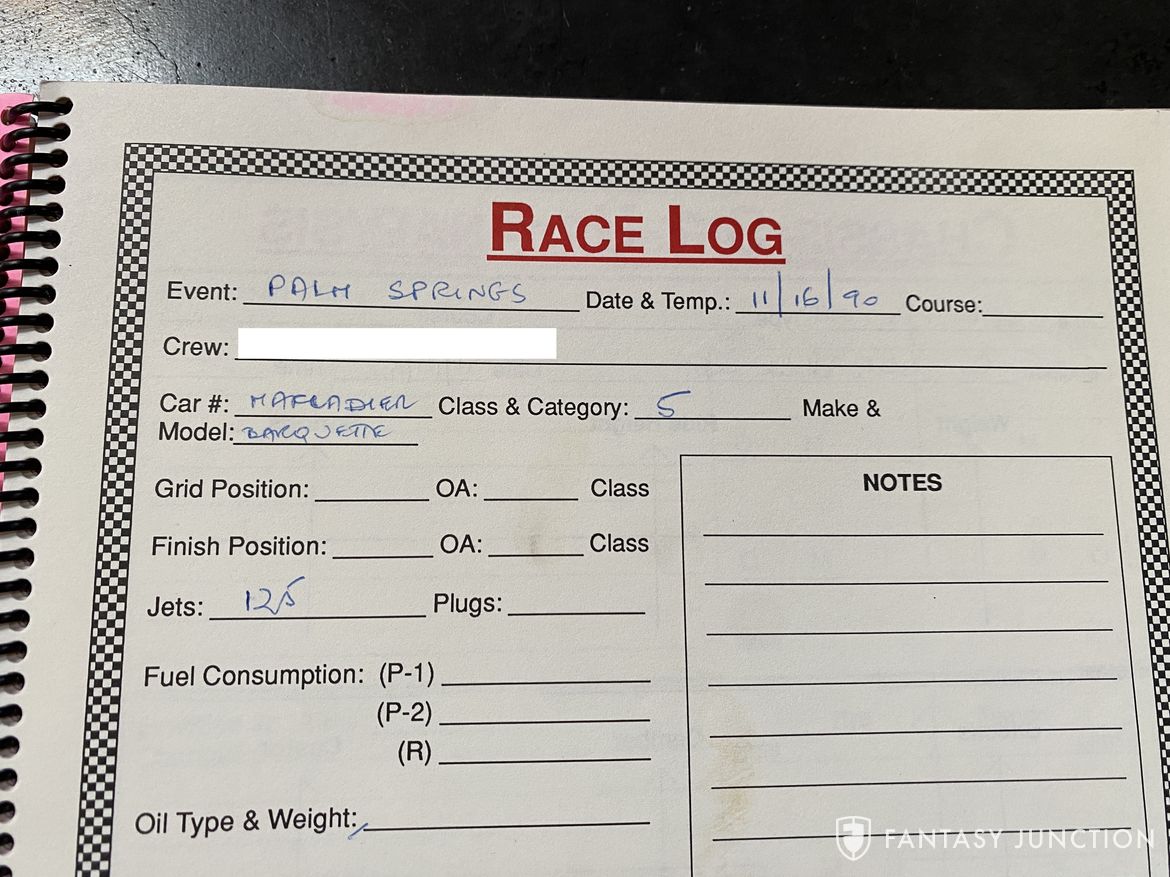 RACE LOG
Event: PALM SPRINGS Date & Temp.: 11/16/90 Course:
Crew:
Car #: MAFLADIER Class & Category: 5 Make &
Model: BARQUETTE
Grid Position: OA: Class
Finish Position: OA: Class
Jets: 125 Plugs:
Fuel Consumption: (P-1)
(P-2)
(R)
Oil Type & Weight:
NOTES
FANTASY JUNCTION